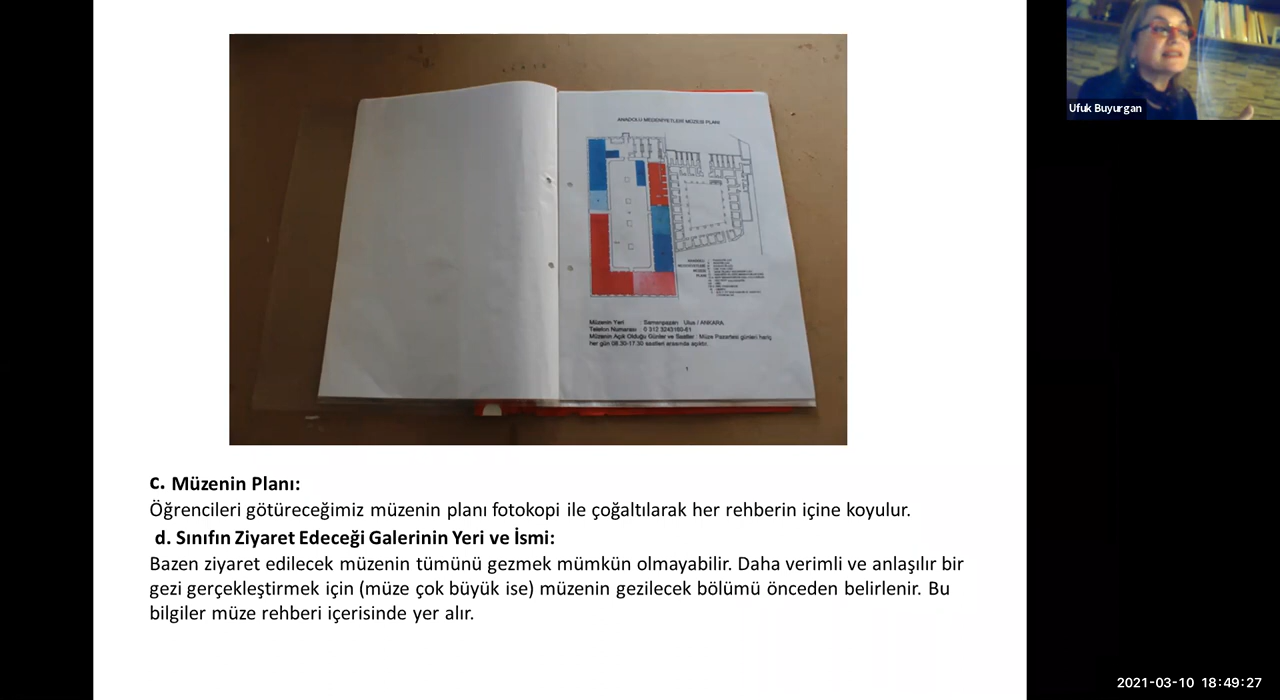 Ufuk Buyurgan
ANADOLU MEDENİYETLERİ MÜZESİ PLANI
Müzenin Yeri : Samanpazarı Ulus / ANKARA
Telefon Numarası : 0 312 3243160-61
Müzenin Açık Olduğu Günler ve Saatler : Müze Pazartesi günleri hariç
her gün 08.30-17.30 saatleri arasında açıktır.
1
c. Müzenin Planı:
Öğrencileri götüreceğimiz müzenin planı fotokopi ile çoğaltılarak her rehberin içine koyulur.
d. Sınıfın Ziyaret Edeceği Galerinin Yeri ve İsmi:
Bazen ziyaret edilecek müzenin tümünü gezmek mümkün olmayabilir. Daha verimli ve anlaşılır bir
gezi gerçekleştirmek için (müze çok büyük ise) müzenin gezilecek bölümü önceden belirlenir. Bu
bilgiler müze rehberi içerisinde yer alır.
2021-03-10 18:49:27